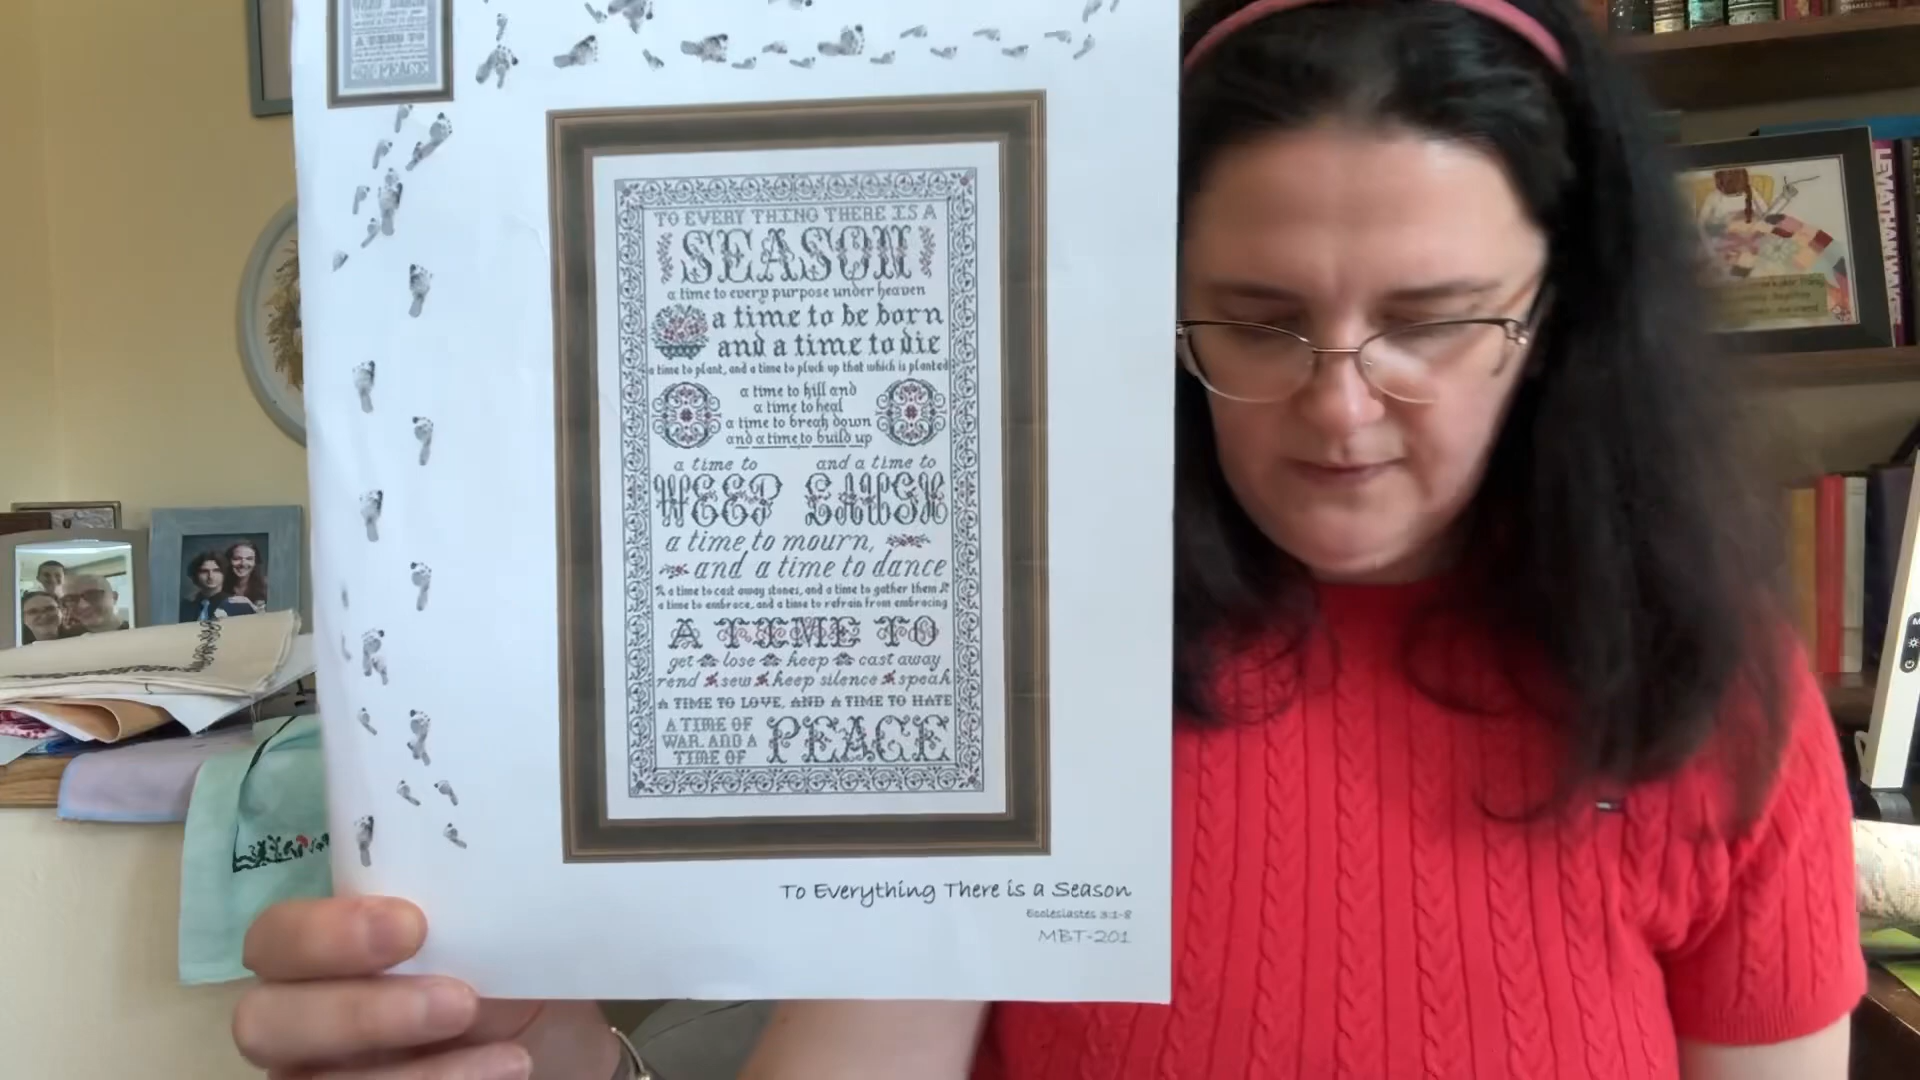 TO EVERY THING THERE IS A
SEASON
a time to every purpose under heaven
a time to be born
and a time to die
a time to plant, and a time to pluck up that which is planted
a time to kill and
a time to heal
a time to break down
and a time to build up
a time to and a time to
WEEP LAUGH
a time to mourn,
and a time to dance
a time to cast away stones, and a time to gather them
a time to embrace, and a time to refrain from embracing
A TIME TO
get lose keep cast away
rend sew keep silence speak
A TIME TO LOVE, AND A TIME TO HATE
A TIME OF
WAR, AND A
TIME OF
PEACE
To Everything There is a Season
Ecclesiastes 3:1-8
MBT-201
LEVIATHAN WAKES